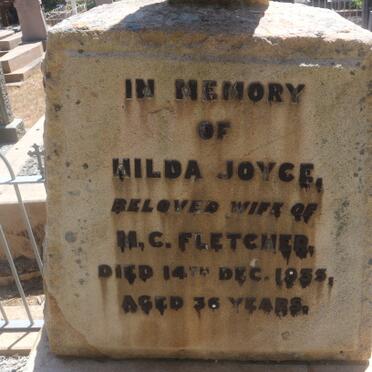 IN MEMORY
OF
HILDA JOYCE,
BELOVED WIFE OF
H.C. FLETCHER,
DIED 14TH DEC. 1955,
AGED 36 YEARS.